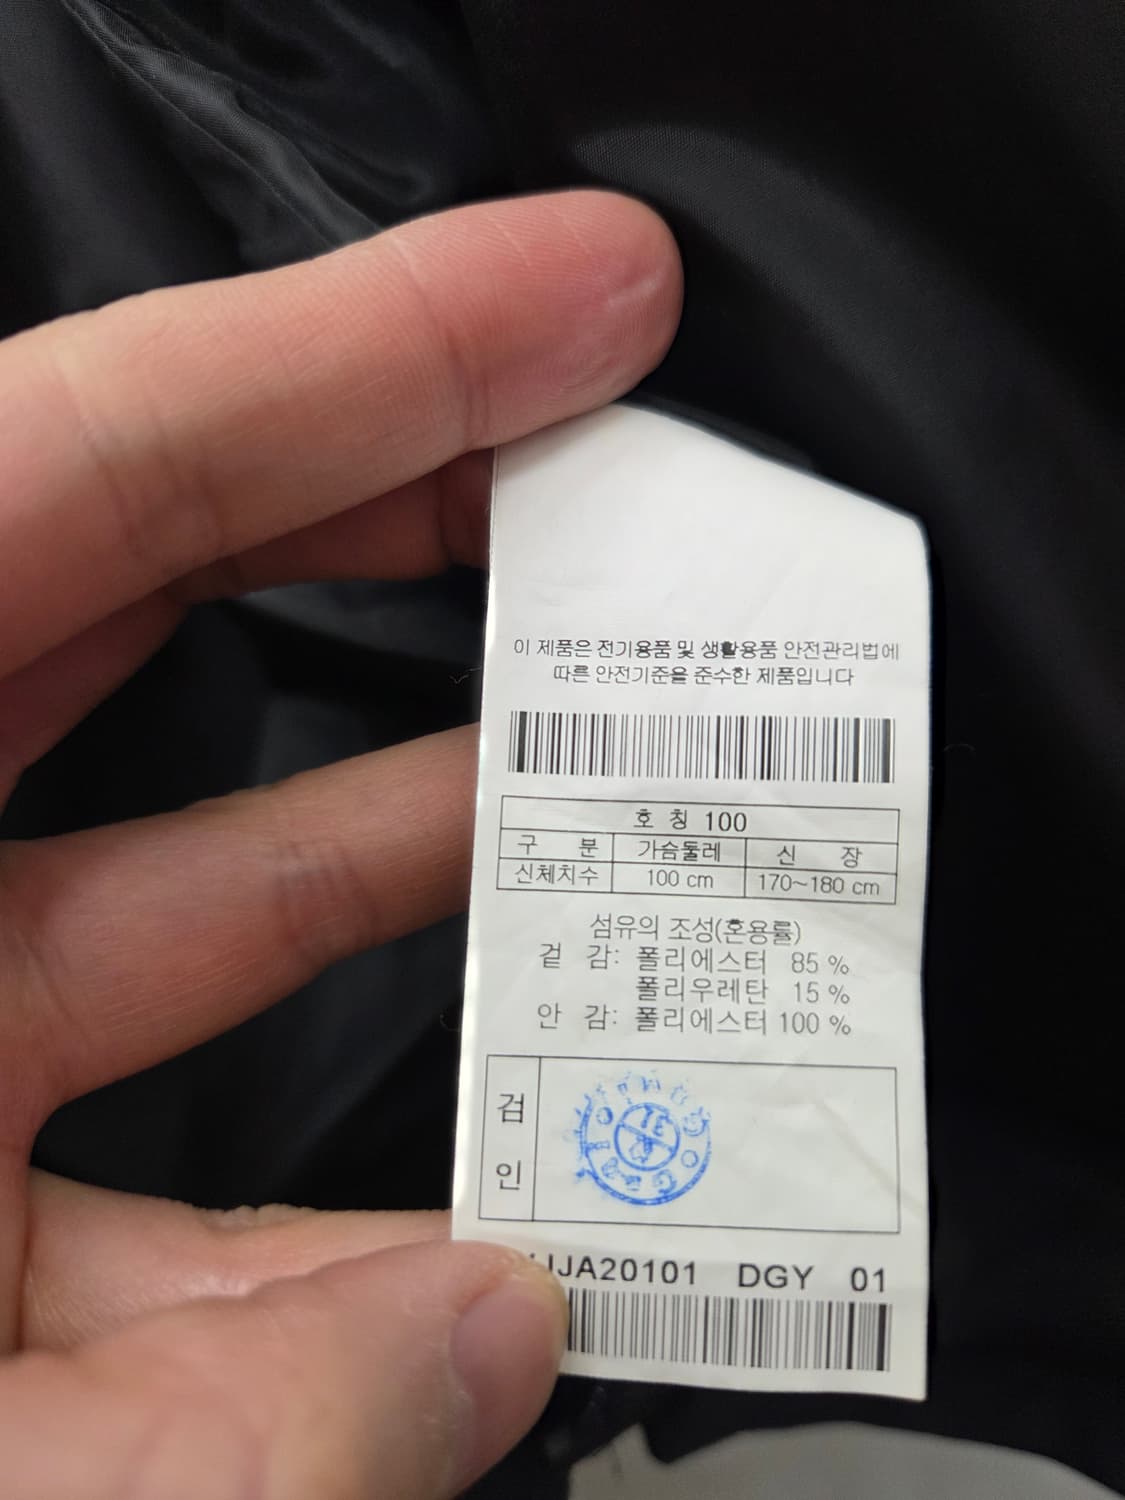 이 제품은 전기용품 및 생활용품 안전관리법에
따른 안전기준을 준수한 제품입니다
호 칭 100
구 분 가슴둘레 신 장
신체치수 100 cm 170~180 cm
섬유의 조성(혼용률)
겉 감: 폴리에스터 85 %
폴리우레탄 15 %
안 감: 폴리에스터 100 %
검
인
DGY 01